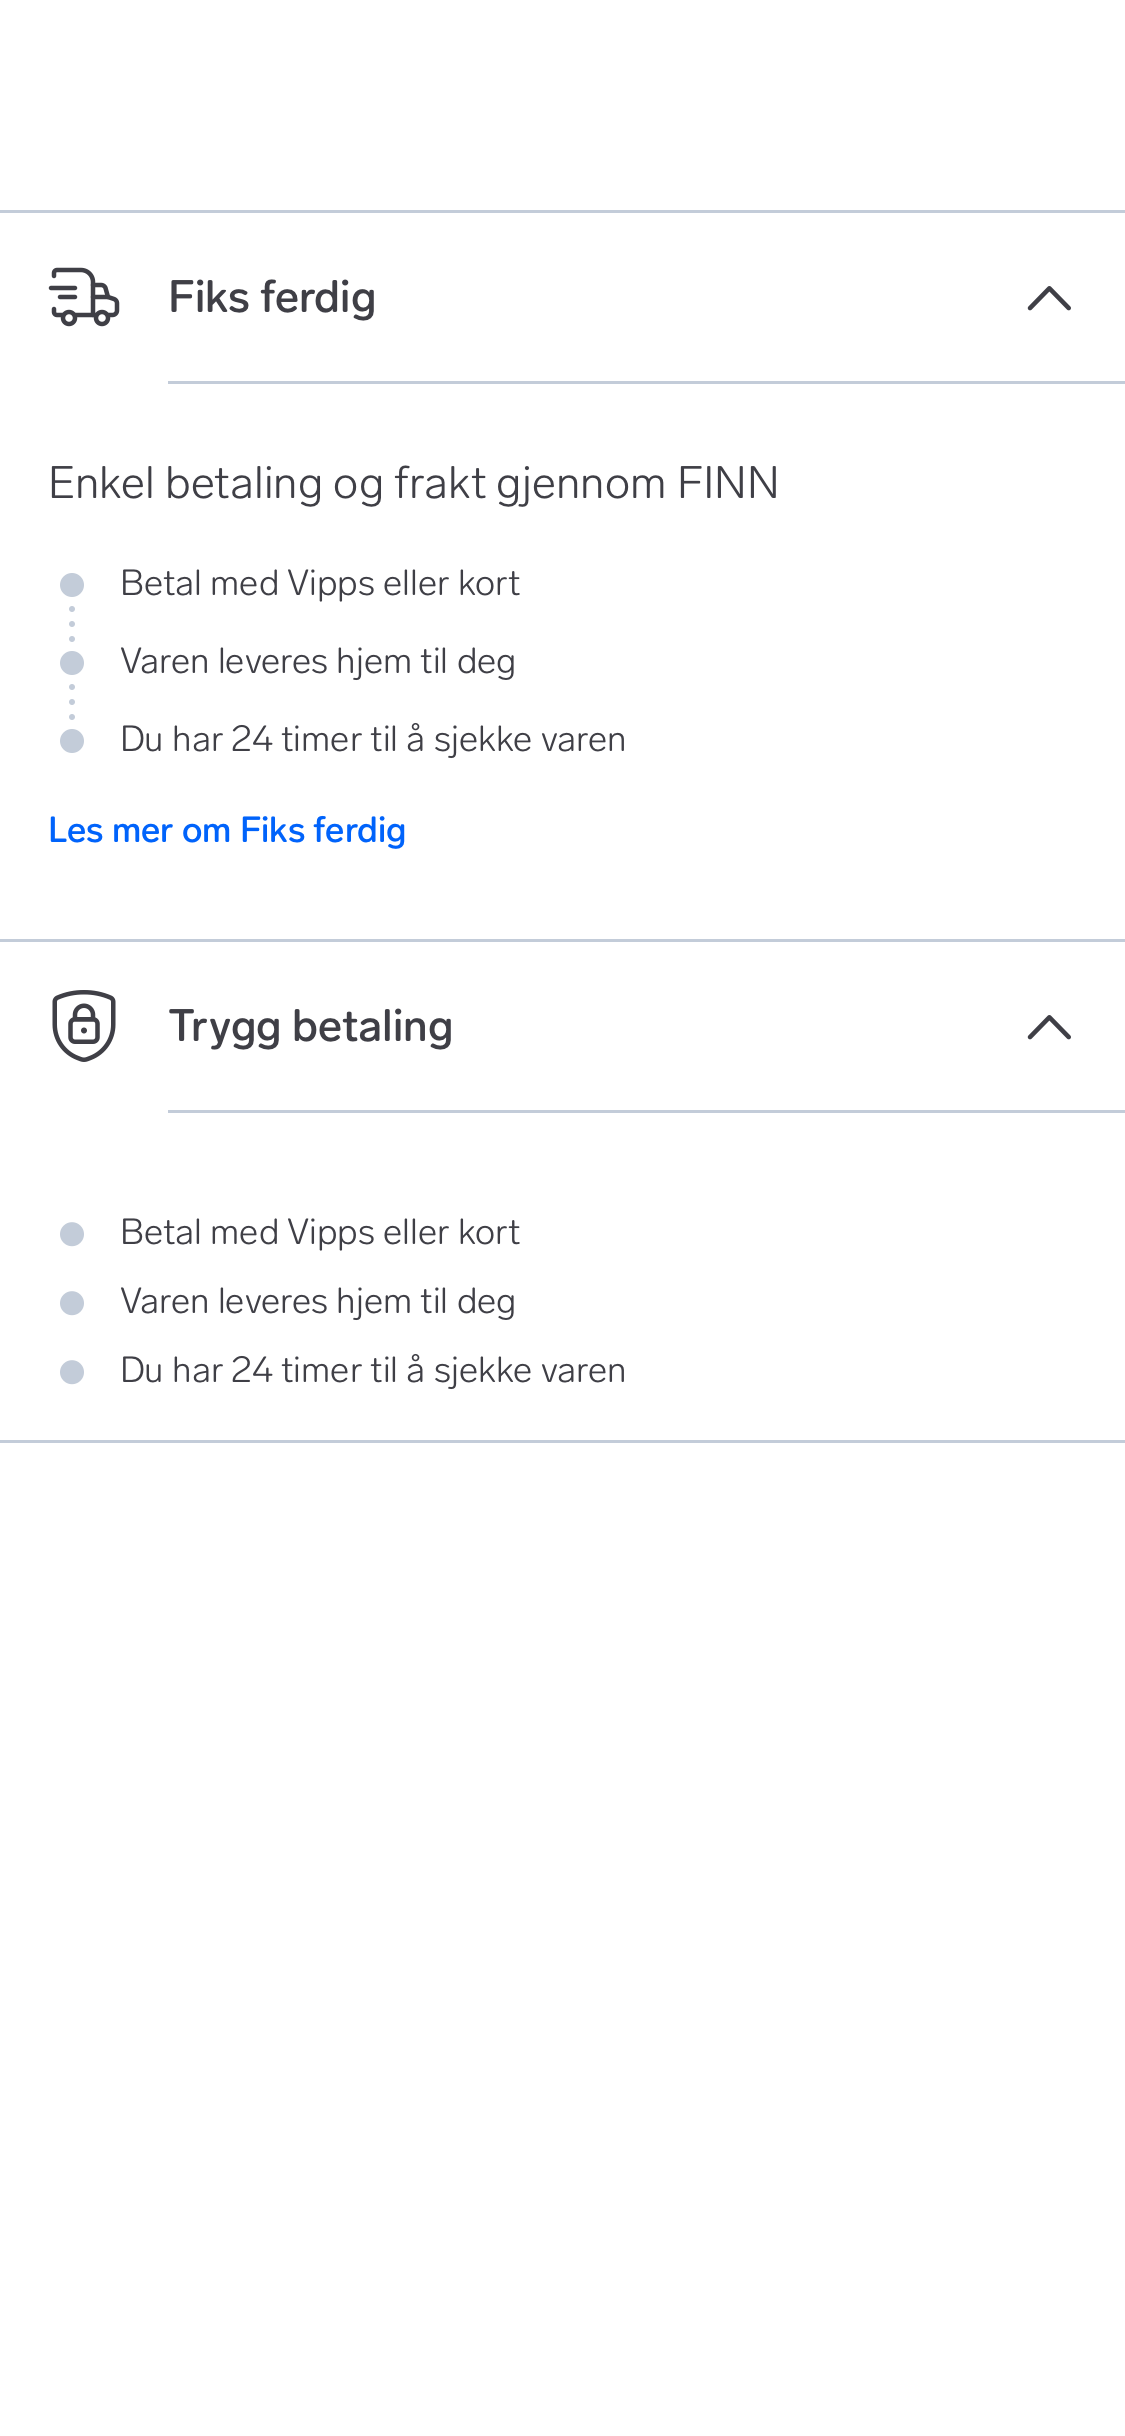 Fiks ferdig
Enkel betaling og frakt gjennom FINN
Betal med Vipps eller kort
Varen leveres hjem til deg
Du har 24 timer til å sjekke varen
Les mer om Fiks ferdig
Trygg betaling
Betal med Vipps eller kort
Varen leveres hjem til deg
Du har 24 timer til å sjekke varen